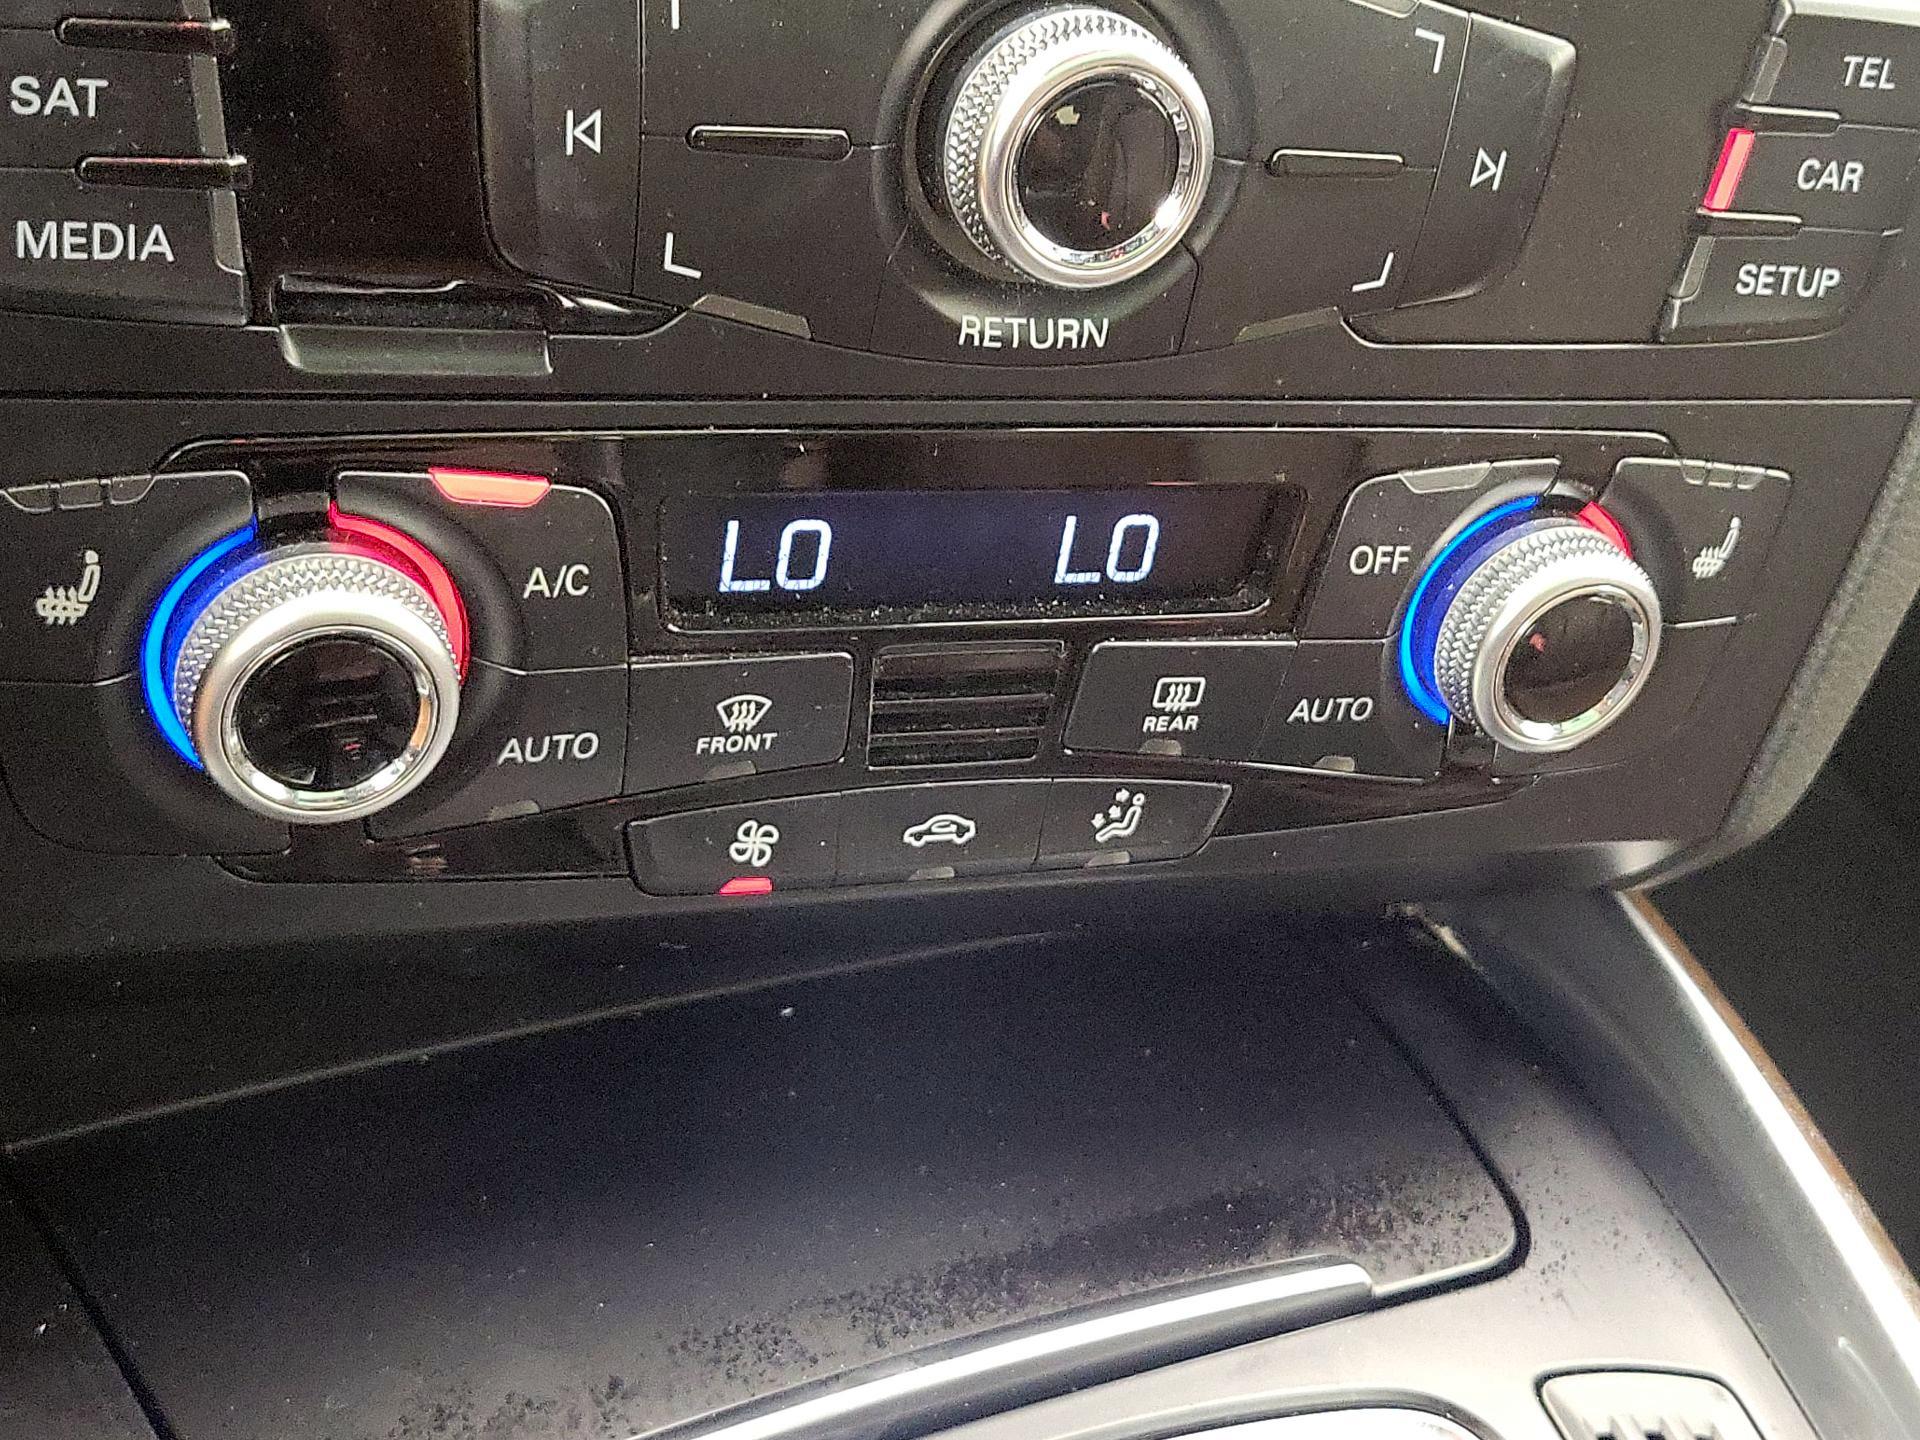 SAT
MEDIA
RETURN
TEL
CAR
SETUP
A/C
LO LO
OFF
AUTO
FRONT
REAR
AUTO